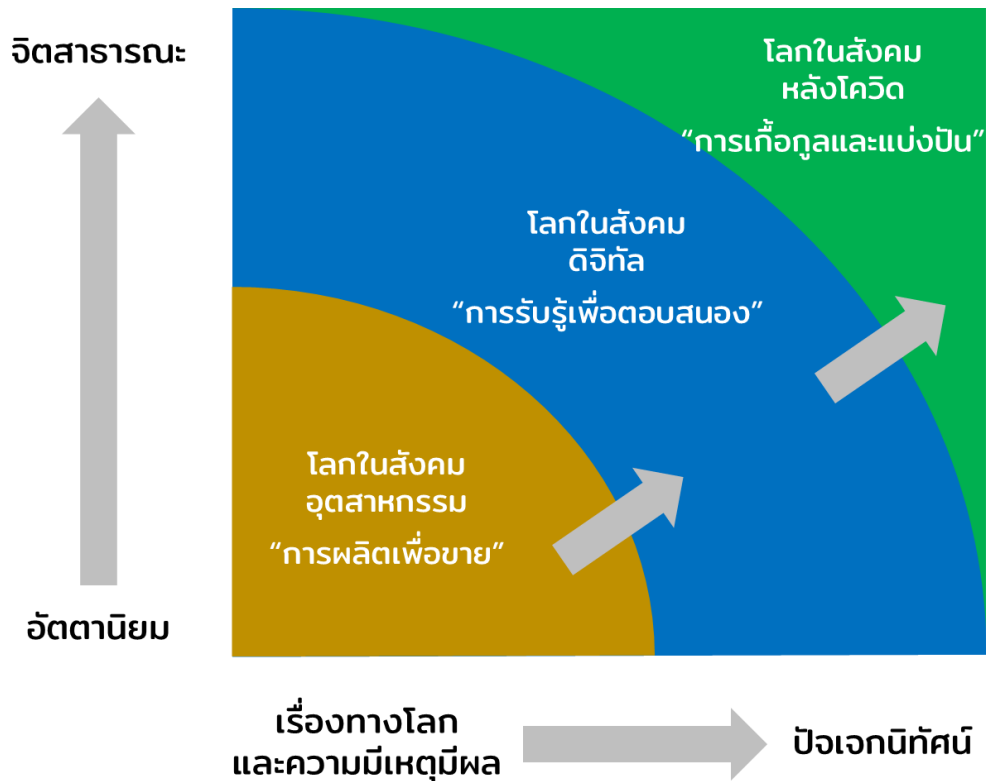 จิตสาธารณะ
โลกในสังคม
หลังโควิด
“การเกื้อกูลและแบ่งปัน”
โลกในสังคม
ดิจิทัล
“การรับรู้เพื่อตอบสนอง”
โลกในสังคม
อุตสาหกรรม
“การผลิตเพื่อขาย”
อัตตานิยม
เรื่องทางโลก
และความมีเหตุมีผล
ปัจเจกนิทัศน์